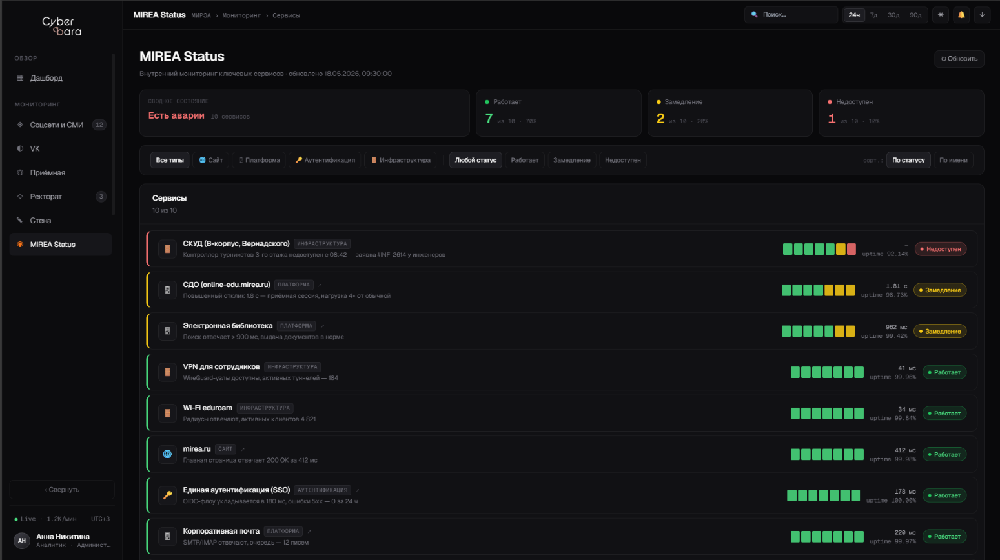 Cyber
bara
ОБЗОР
Дашборд
МОНИТОРИНГ
Соцсети и СМИ 12
VK
Приёмная
Ректорат 3
Стена
MIREA Status
‹ Свернуть
Live · 1.2K/мин UTC+3
АН
Анна Никитина
Аналитик · Админист…
MIREA Status МИРЭА › Мониторинг › Сервисы
Поиск… 24ч 7д 30д 90д
MIREA Status
Внутренний мониторинг ключевых сервисов · обновлено 18.05.2026, 09:30:00
↻ Обновить
СВОДНОЕ СОСТОЯНИЕ
Есть аварии 10 сервисов
Работает
7 из 10 · 70%
Замедление
2 из 10 · 20%
Недоступен
1 из 10 · 10%
Все типы Сайт Платформа Аутентификация Инфраструктура Любой статус Работает Замедление Недоступен сорт.: По статусу По имени
Сервисы
10 из 10
СКУД (В-корпус, Вернадского) ИНФРАСТРУКТУРА
Контроллер турникетов 3-го этажа недоступен с 08:42 — заявка #INF-2614 у инженеров
—
uptime 92.14%
Недоступен
СДО (online-edu.mirea.ru) ПЛАТФОРМА ↗
Повышенный отклик 1.8 с — приёмная сессия, нагрузка 4× от обычной
1.81 с
uptime 98.73%
Замедление
Электронная библиотека ПЛАТФОРМА ↗
Поиск отвечает > 900 мс, выдача документов в норме
962 мс
uptime 99.42%
Замедление
VPN для сотрудников ИНФРАСТРУКТУРА
WireGuard-узлы доступны, активных туннелей — 184
41 мс
uptime 99.96%
Работает
Wi-Fi eduroam ИНФРАСТРУКТУРА
Радиусы отвечают, активных клиентов 4 821
34 мс
uptime 99.84%
Работает
mirea.ru САЙТ ↗
Главная страница отвечает 200 OK за 412 мс
412 мс
uptime 99.98%
Работает
Единая аутентификация (SSO) АУТЕНТИФИКАЦИЯ ↗
OIDC-флоу укладывается в 180 мс, ошибки 5xx — 0 за 24 ч
178 мс
uptime 100.00%
Работает
Корпоративная почта ПЛАТФОРМА ↗
SMTP/IMAP отвечают, очередь — 12 писем
220 мс
uptime 99.97%
Работает